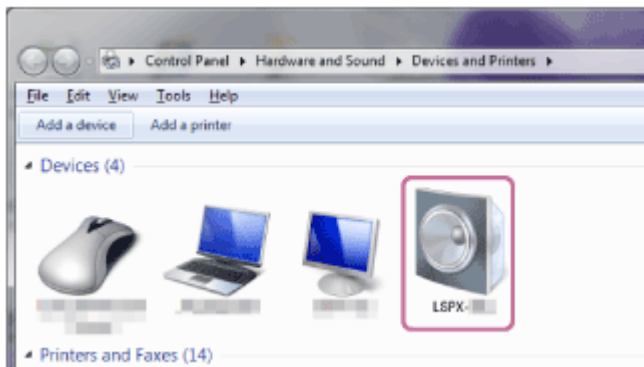 Control Panel ▸ Hardware and Sound ▸ Devices and Printers ▸
File Edit View Tools Help
Add a device Add a printer
Devices (4)
LSPX-
Printers and Faxes (14)